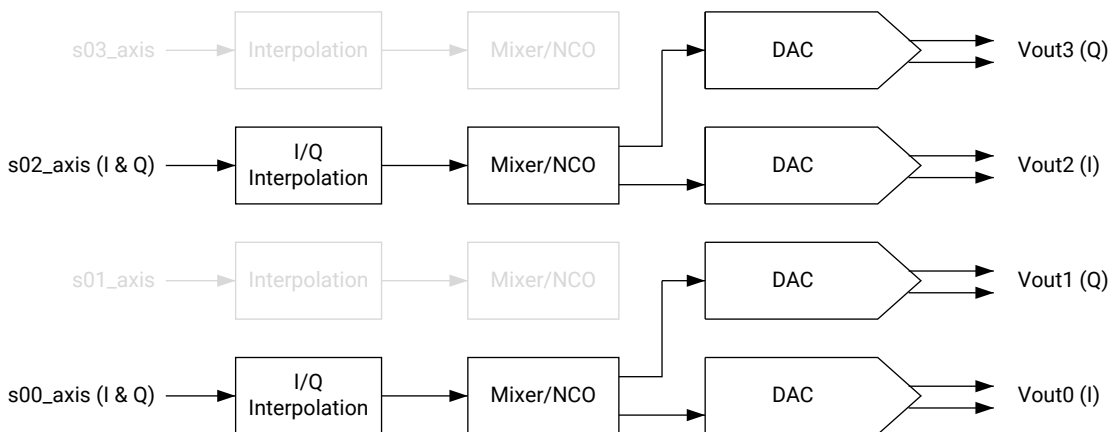 s03_axis Interpolation Mixer/NCO DAC Vout3 (Q)
s02_axis (I & Q) I/Q Interpolation Mixer/NCO DAC Vout2 (I)
s01_axis Interpolation Mixer/NCO DAC Vout1 (Q)
s00_axis (I & Q) I/Q Interpolation Mixer/NCO DAC Vout0 (I)